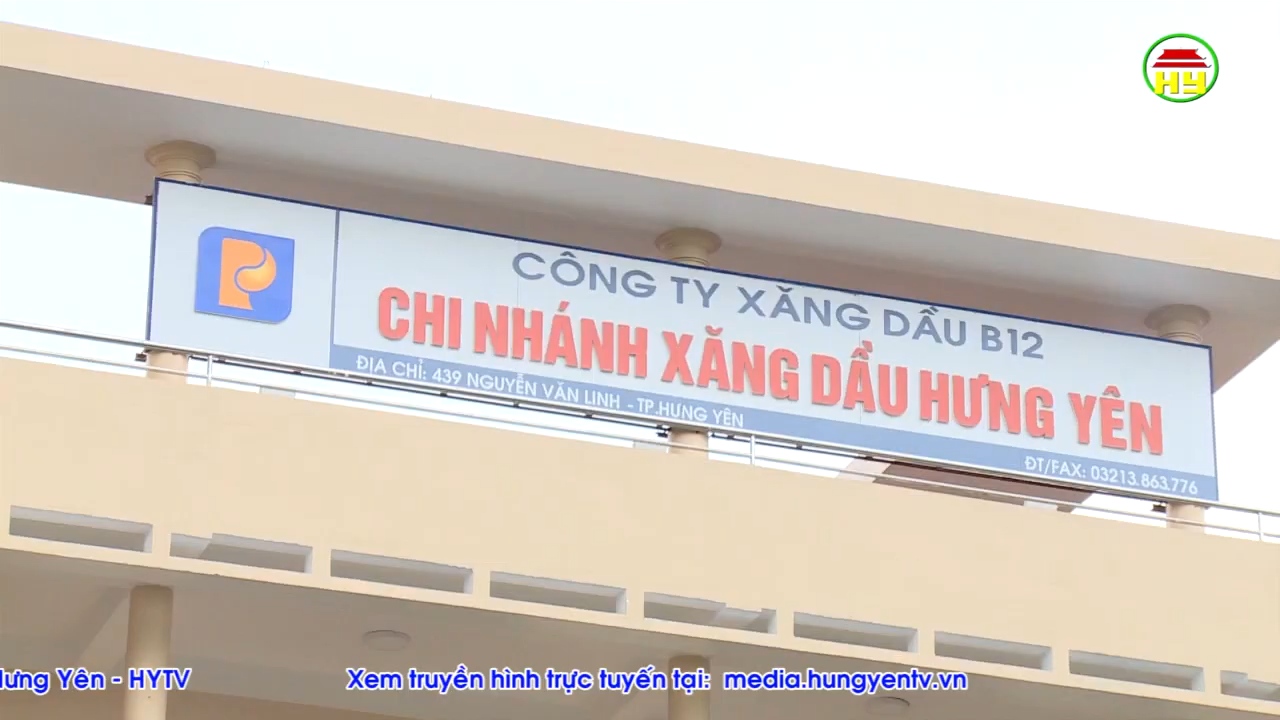 HY
CÔNG TY XĂNG DẦU B12
CHI NHÁNH XĂNG DẦU HƯNG YÊN
ĐỊA CHỈ: 439 NGUYỄN VĂN LINH - TP.HƯNG YÊN
ĐT/FAX: 03213.863.776
Hưng Yên - HYTV Xem truyền hình trực tuyến tại: media.hungyentv.vn